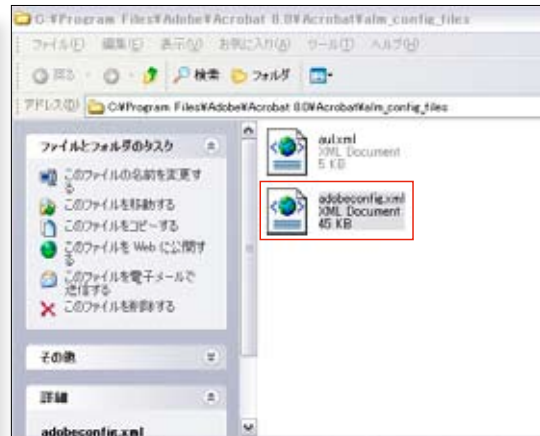 C:¥Program Files¥Adobe¥Acrobat 8.0¥Acrobat¥alm_config_files
ファイル(F) 編集(E) 表示(V) お気に入り(A) ツール(T) ヘルプ(H)
戻る 検索 フォルダ
アドレス(D) C:¥Program Files¥Adobe¥Acrobat 8.0¥Acrobat¥alm_config_files
ファイルとフォルダのタスク
このファイルの名前を変更す
る
このファイルを移動する
このファイルをコピーする
このファイルを Web に公開す
る
このファイルを電子メールで
送信する
このファイルを削除する
その他
詳細
adobeconfig.xml
aul.xml
XML Document
5 KB
adobeconfig.xml
XML Document
45 KB